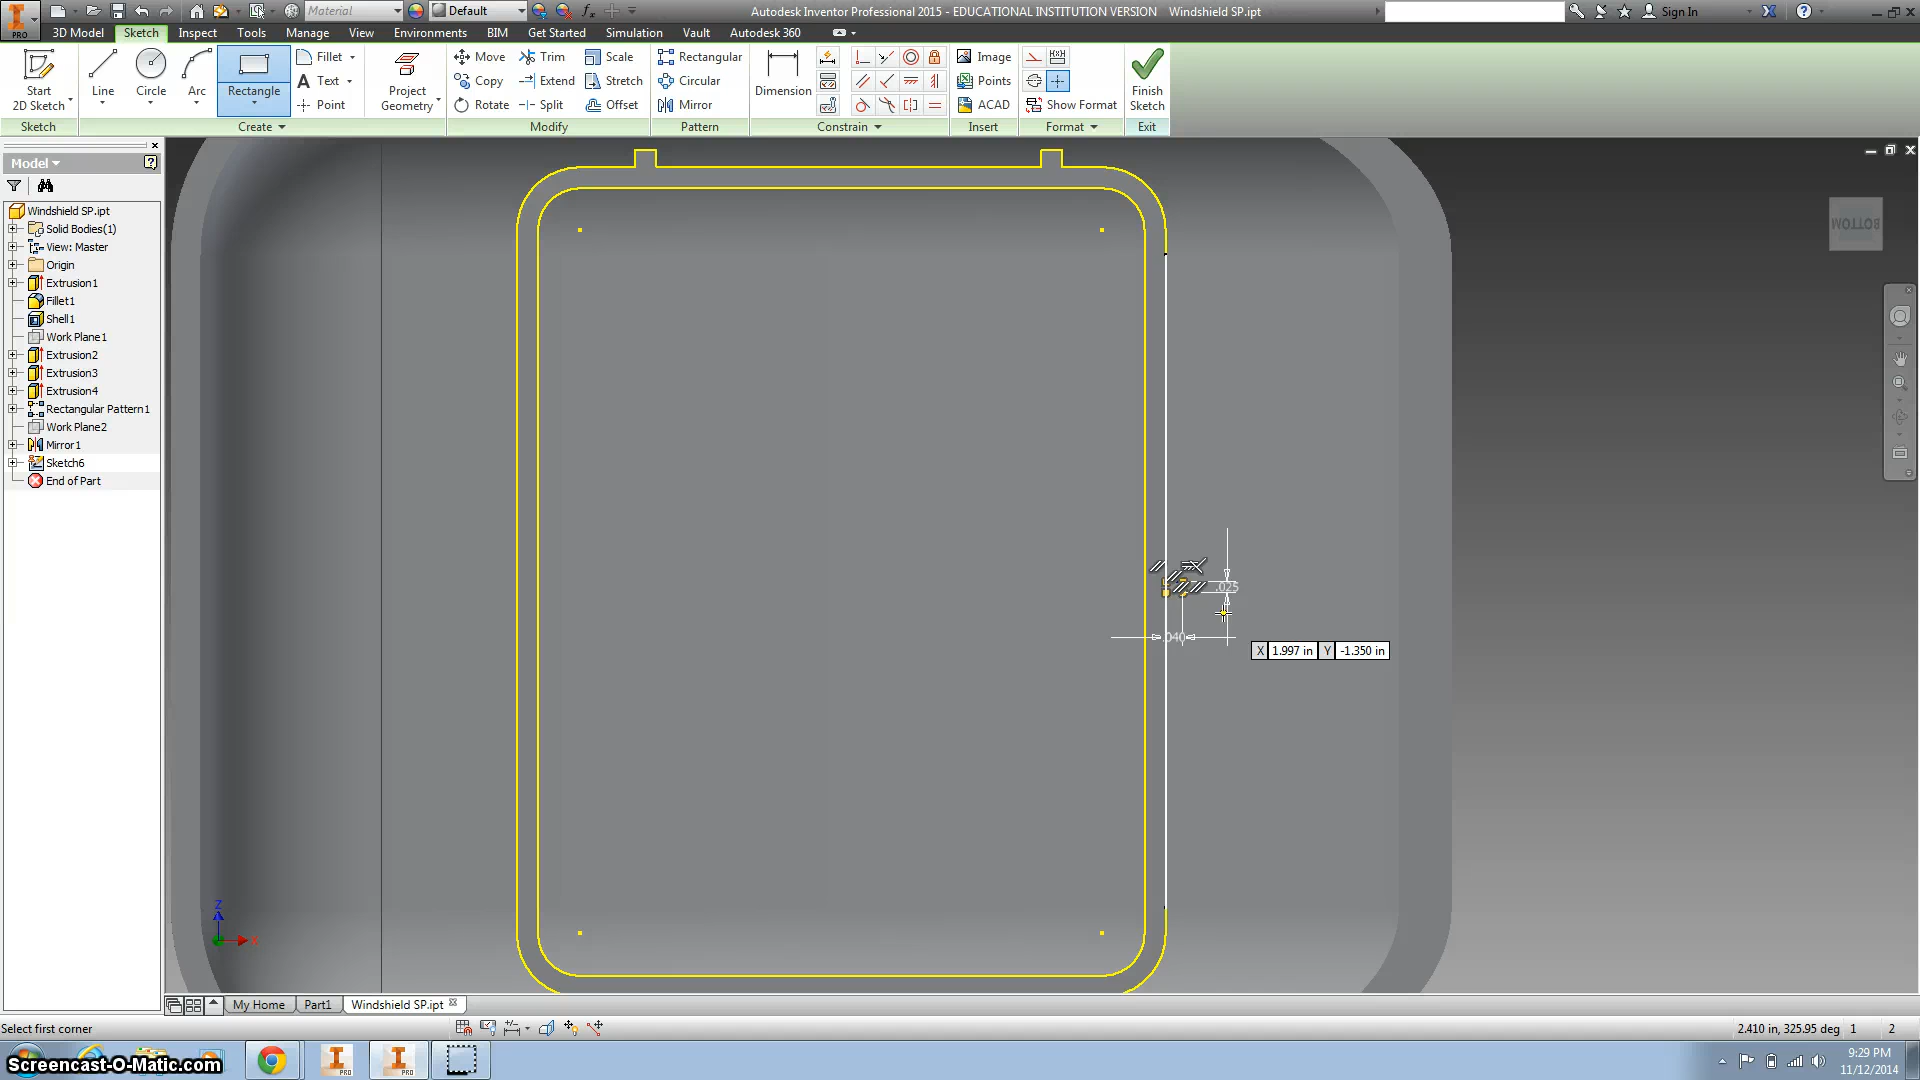 Material
Default
Autodesk Inventor Professional 2015 - EDUCATIONAL INSTITUTION VERSION Windshield SP.ipt
Sign In
PRO
3D Model Sketch Inspect Tools Manage View Environments BIM Get Started Simulation Vault Autodesk 360
Start 2D Sketch
Line
Circle
Arc
Rectangle
Fillet
Text
Point
Project Geometry
Move Trim Scale
Copy Extend Stretch
Rotate Split Offset
Rectangular
Circular
Mirror
Dimension
Image
Points
ACAD
Show Format
Finish Sketch
Sketch Create Modify Pattern Constrain Insert Format Exit
Model
Windshield SP.ipt
Solid Bodies(1)
View: Master
Origin
Extrusion1
Fillet1
Shell1
Work Plane1
Extrusion2
Extrusion3
Extrusion4
Rectangular Pattern1
Work Plane2
Mirror1
Sketch6
End of Part
BOTTOM
.025
.040
X 1.997 in Y -1.350 in
Z
X
My Home Part1 Windshield SP.ipt
Select first corner
2.410 in, 325.95 deg 1 2
Screencast-O-Matic.com
PRO
PRO
9:29 PM
11/12/2014